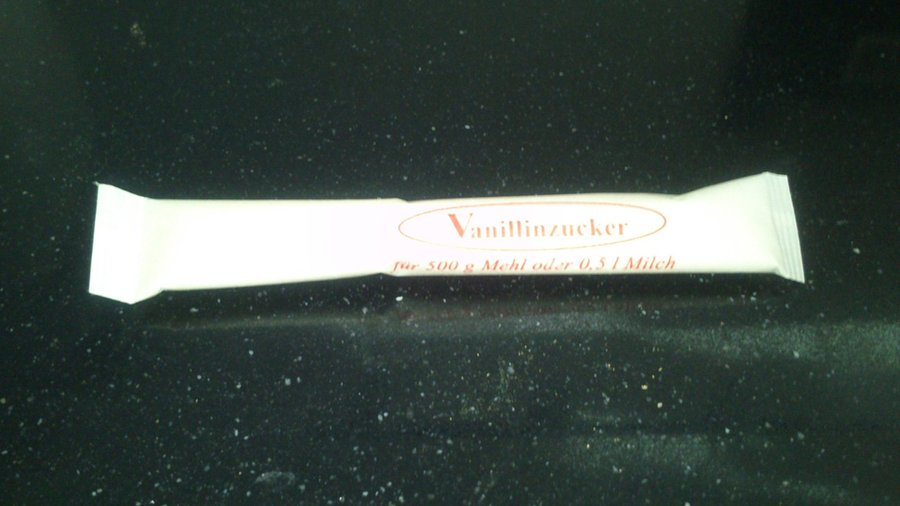 Vanillinzucker
für 500 g Mehl oder 0,5 l Milch